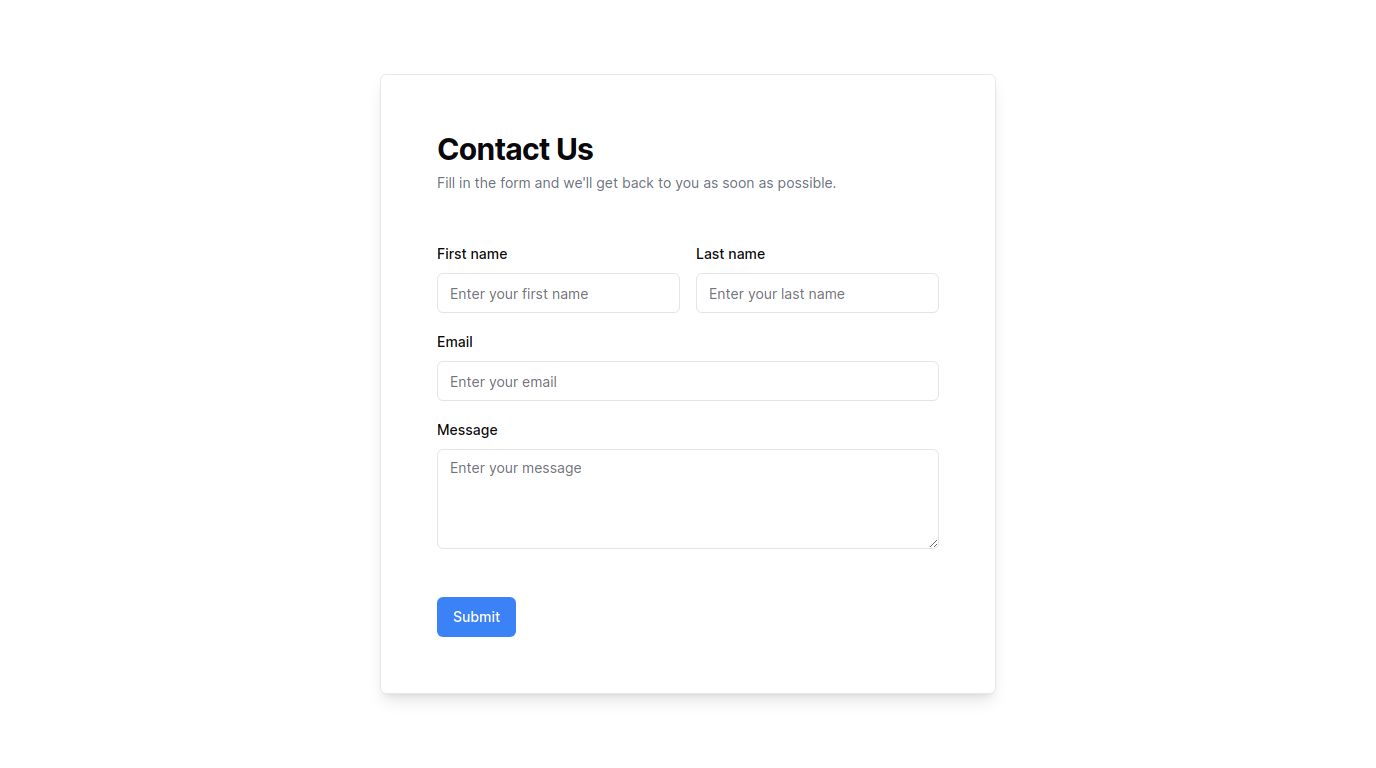 Contact Us
Fill in the form and we'll get back to you as soon as possible.
First name
Last name
Enter your first name
Enter your last name
Email
Enter your email
Message
Enter your message
Submit